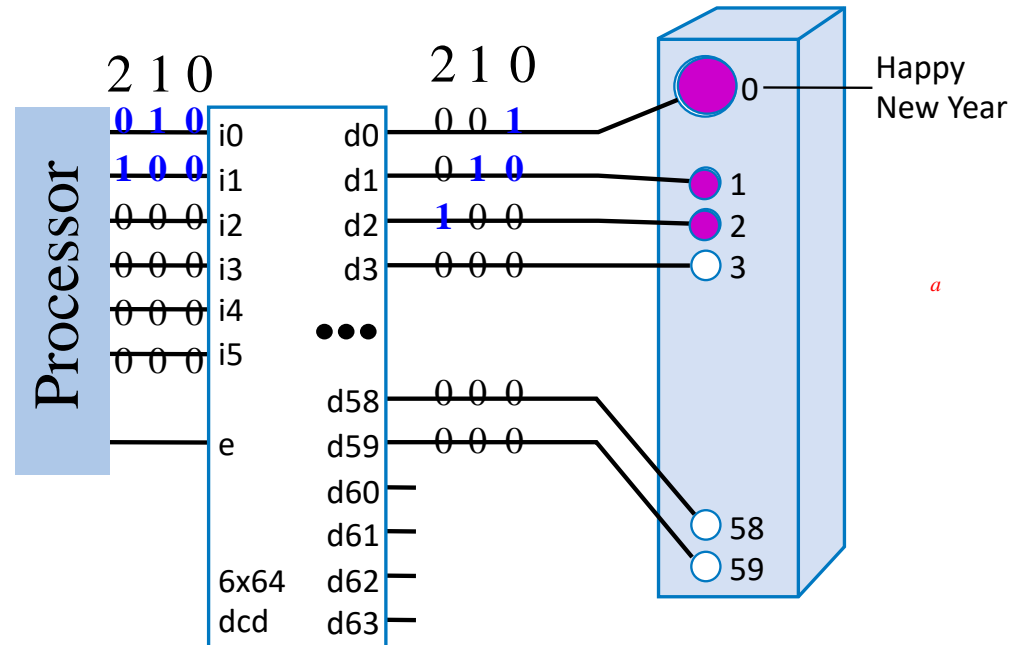 2 1 0
2 1 0
Processor
0 1 0 i0
1 0 0 i1
0 0 0 i2
0 0 0 i3
0 0 0 i4
0 0 0 i5
e
6x64
dcd
d0 0 0 1
d1 0 1 0
d2 1 0 0
d3 0 0 0
d58 0 0 0
d59 0 0 0
d60
d61
d62
d63
0
1
2
3
58
59
Happy
New Year
a